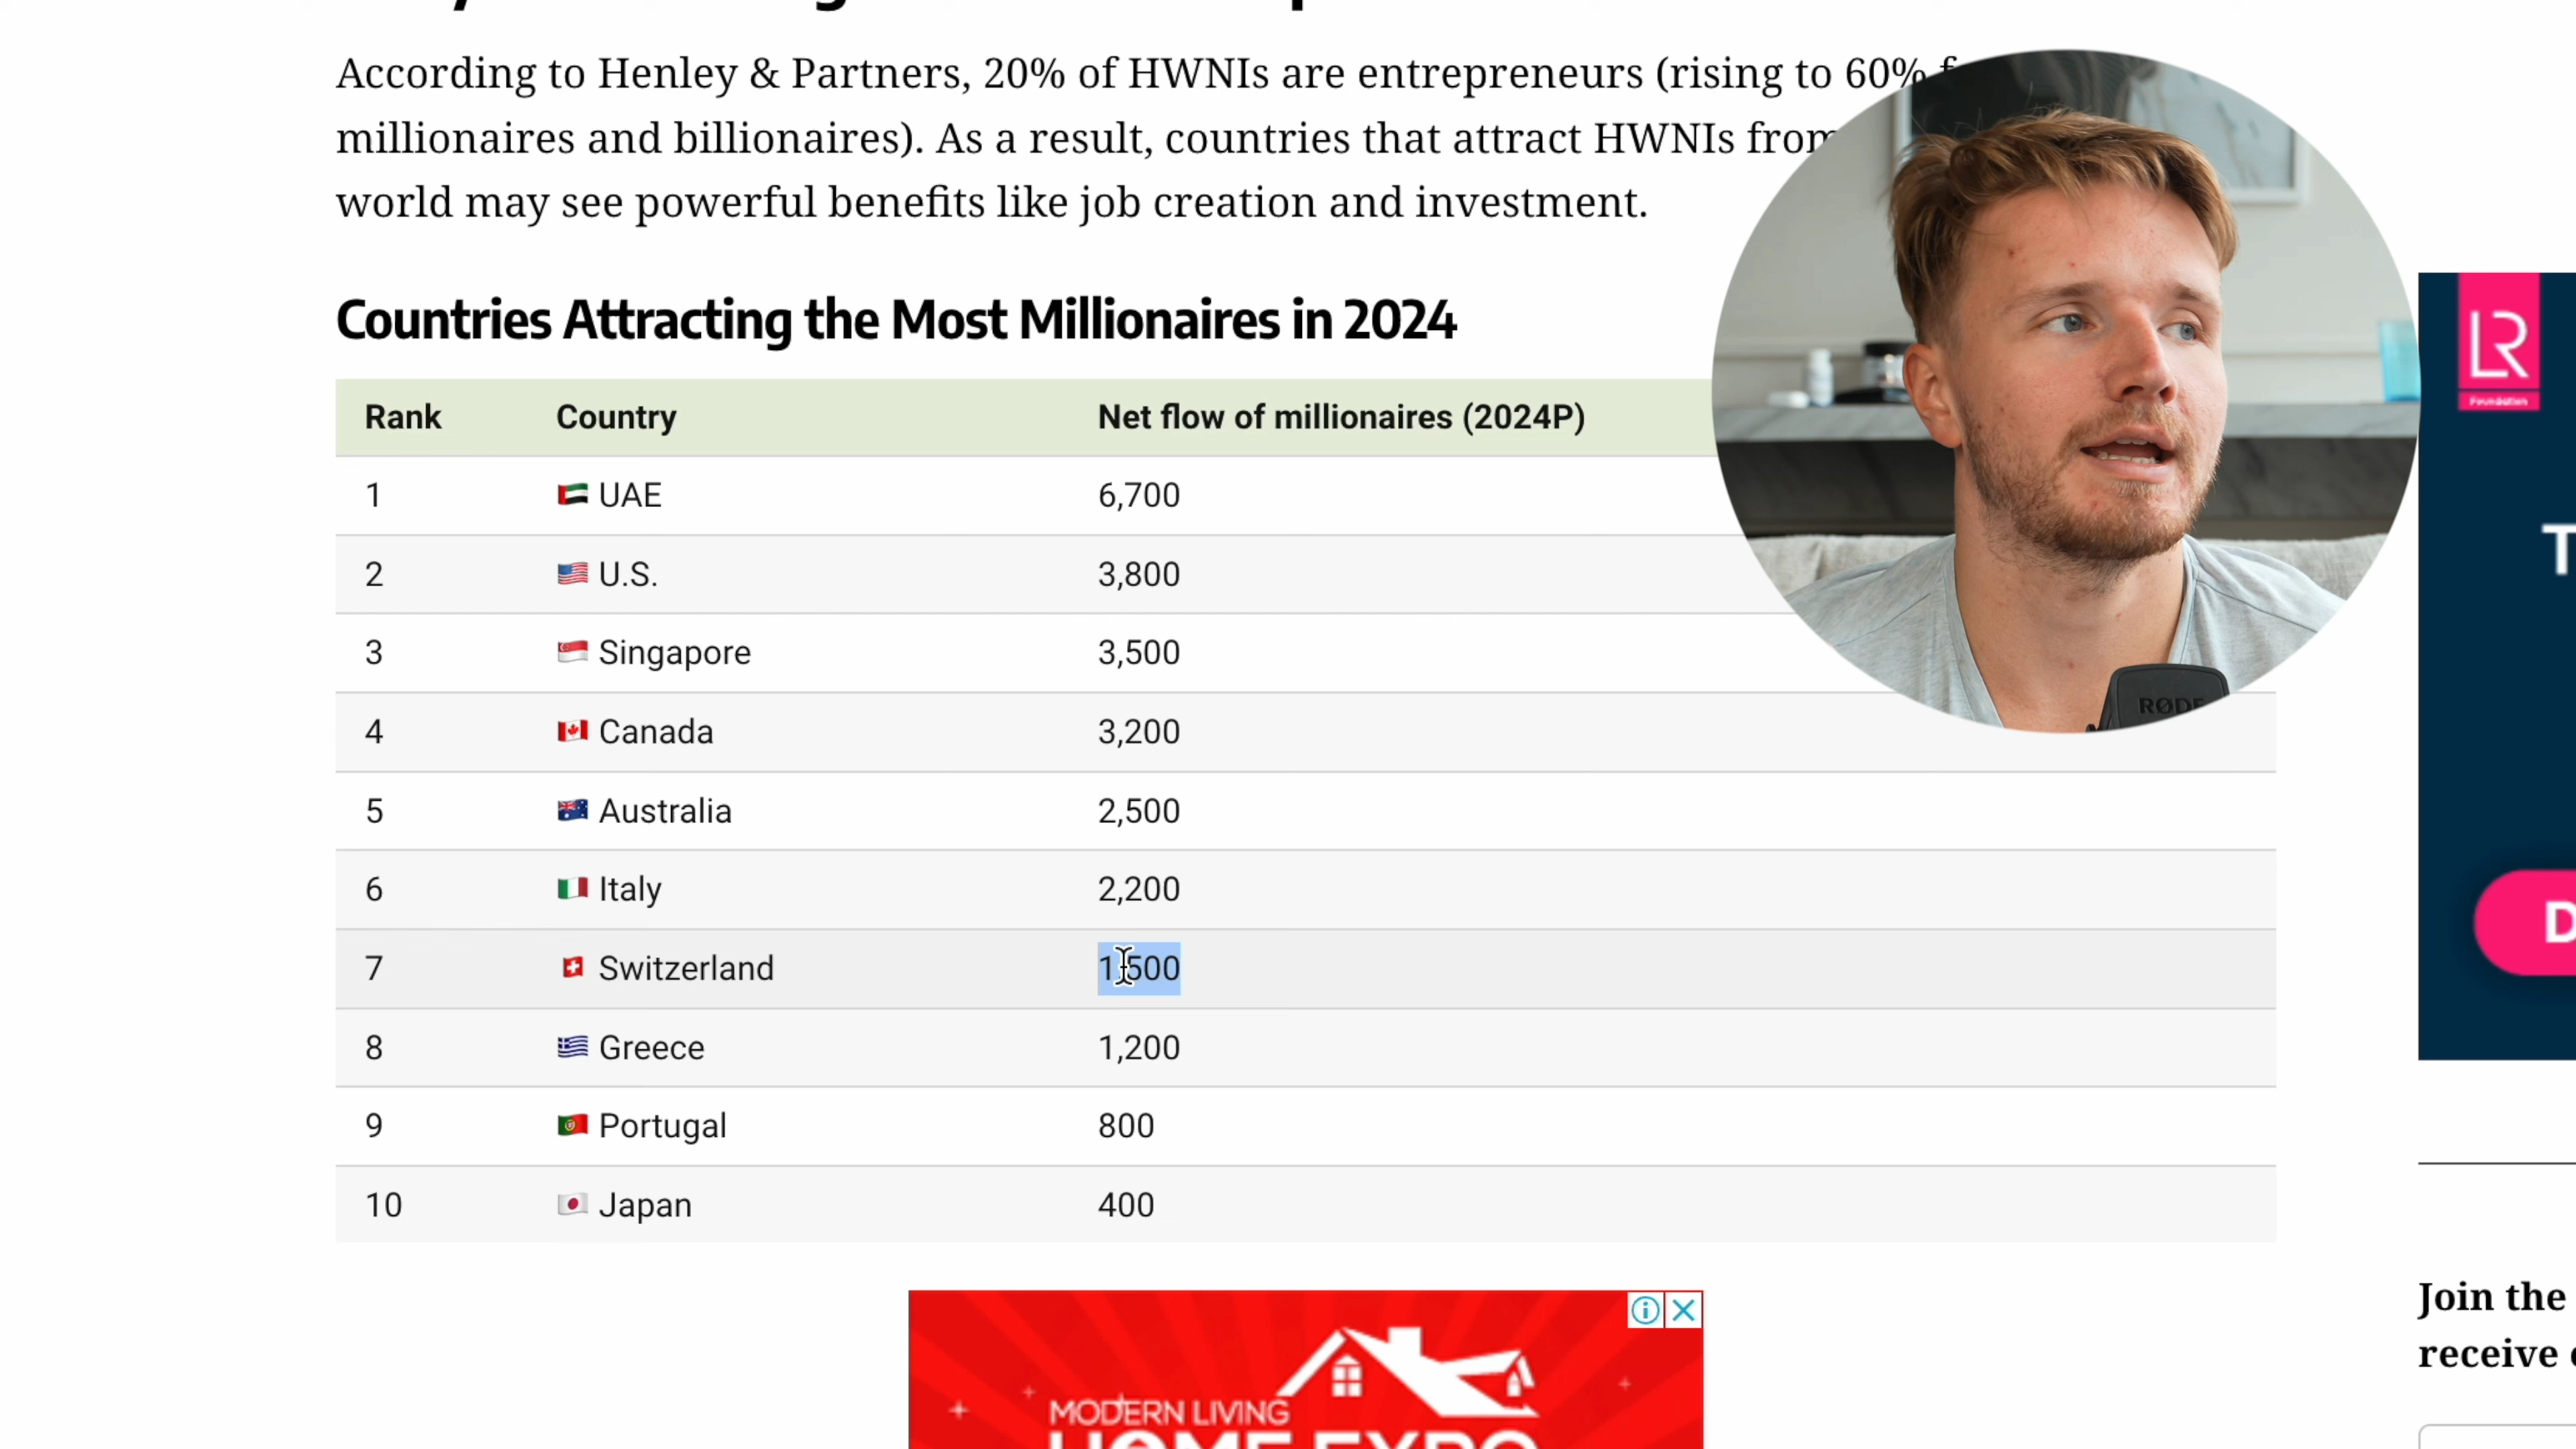 According to Henley & Partners, 20% of HWNIs are entrepreneurs (rising to 60%
millionaires and billionaires). As a result, countries that attract HWNIs from
world may see powerful benefits like job creation and investment.
Countries Attracting the Most Millionaires in 2024
Rank Country Net flow of millionaires (2024P)
1 UAE 6,700
2 U.S. 3,800
3 Singapore 3,500
4 Canada 3,200
5 Australia 2,500
6 Italy 2,200
7 Switzerland 1,500
8 Greece 1,200
9 Portugal 800
10 Japan 400
RØDE
LR
Foundation
T
D
Join the
receive
MODERN LIVING
HOME EXPO